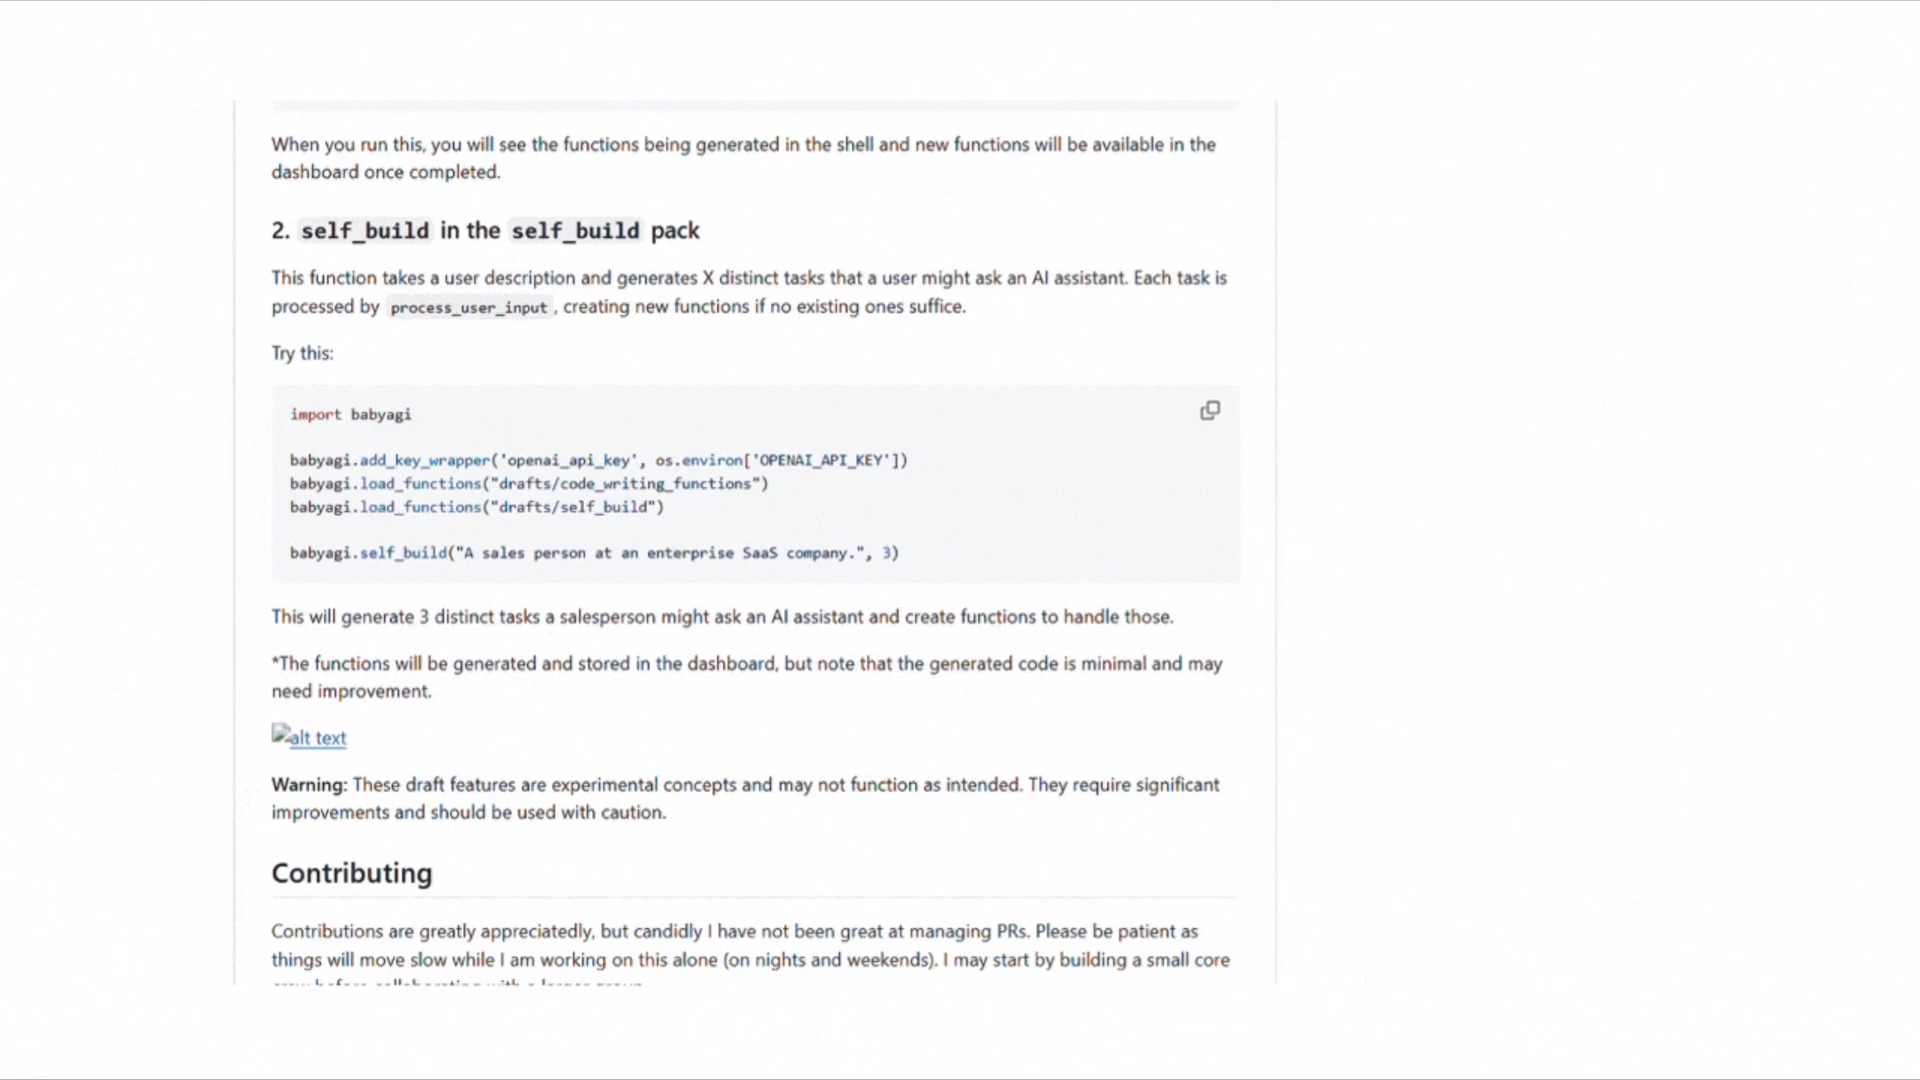 When you run this, you will see the functions being generated in the shell and new functions will be available in the
dashboard once completed.
2. self_build in the self_build pack
This function takes a user description and generates X distinct tasks that a user might ask an AI assistant. Each task is
processed by process_user_input , creating new functions if no existing ones suffice.
Try this:
import babyagi
babyagi.add_key_wrapper('openai_api_key', os.environ['OPENAI_API_KEY'])
babyagi.load_functions("drafts/code_writing_functions")
babyagi.load_functions("drafts/self_build")
babyagi.self_build("A sales person at an enterprise SaaS company.", 3)
This will generate 3 distinct tasks a salesperson might ask an AI assistant and create functions to handle those.
*The functions will be generated and stored in the dashboard, but note that the generated code is minimal and may
need improvement.
alt text
Warning: These draft features are experimental concepts and may not function as intended. They require significant
improvements and should be used with caution.
Contributing
Contributions are greatly appreciatedly, but candidly I have not been great at managing PRs. Please be patient as
things will move slow while I am working on this alone (on nights and weekends). I may start by building a small core